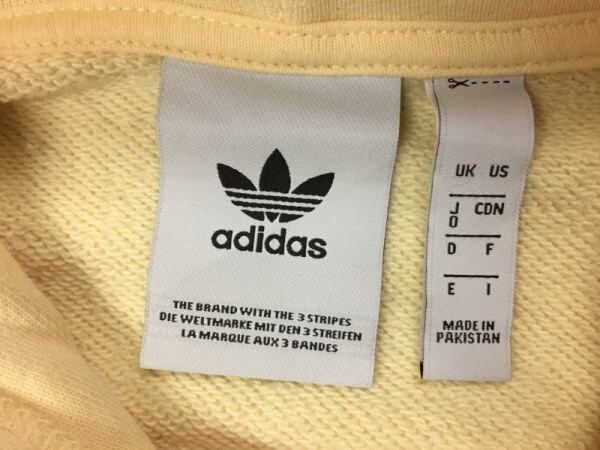 adidas
THE BRAND WITH THE 3 STRIPES
DIE WELTMARKE MIT DEN 3 STREIFEN
LA MARQUE AUX 3 BANDES
UK US
J/O CDN
D F
E I
MADE IN
PAKISTAN